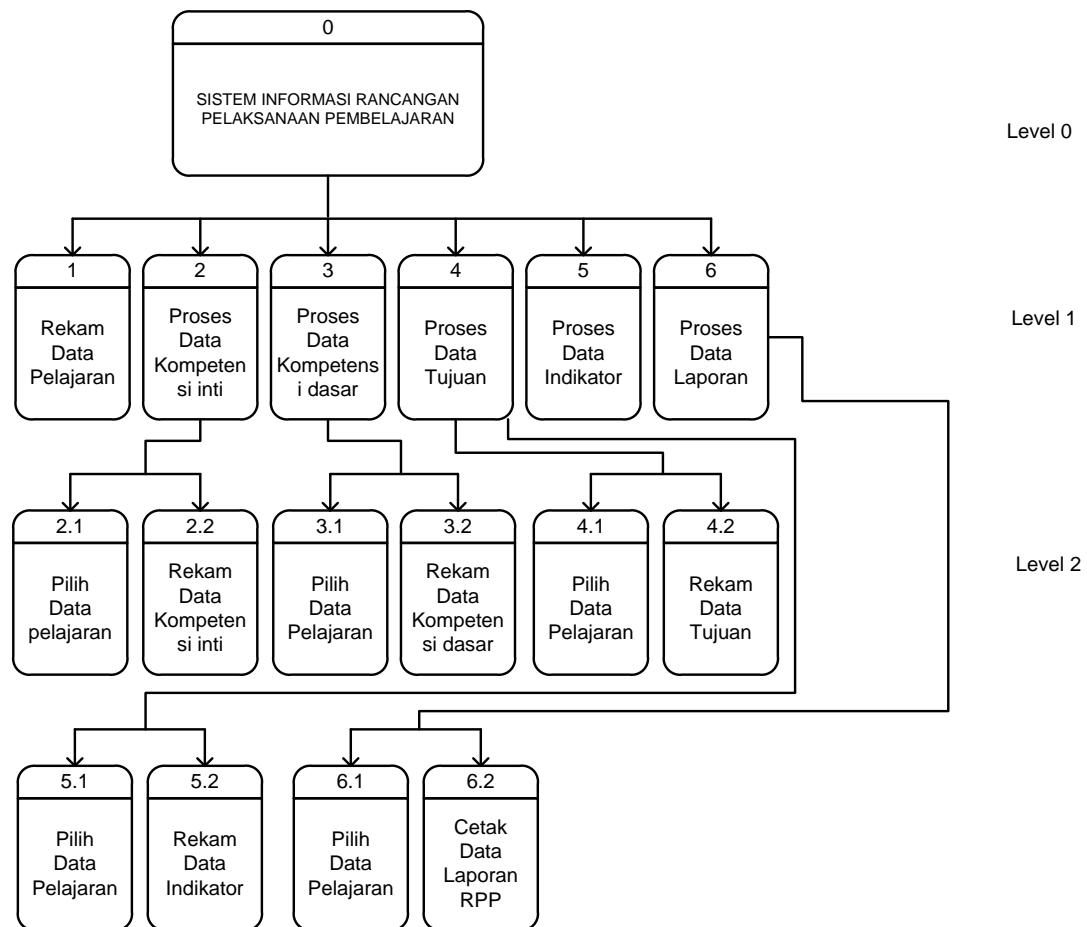 0
SISTEM INFORMASI RANCANGAN
PELAKSANAAN PEMBELAJARAN
Level 0
1
Rekam
Data
Pelajaran
2
Proses
Data
Kompeten
si inti
3
Proses
Data
Kompetens
i dasar
4
Proses
Data
Tujuan
5
Proses
Data
Indikator
6
Proses
Data
Laporan
Level 1
2.1
Pilih
Data
pelajaran
2.2
Rekam
Data
Kompeten
si inti
3.1
Pilih
Data
Pelajaran
3.2
Rekam
Data
Kompeten
si dasar
4.1
Pilih
Data
Pelajaran
4.2
Rekam
Data
Tujuan
Level 2
5.1
Pilih
Data
Pelajaran
5.2
Rekam
Data
Indikator
6.1
Pilih
Data
Pelajaran
6.2
Cetak
Data
Laporan
RPP